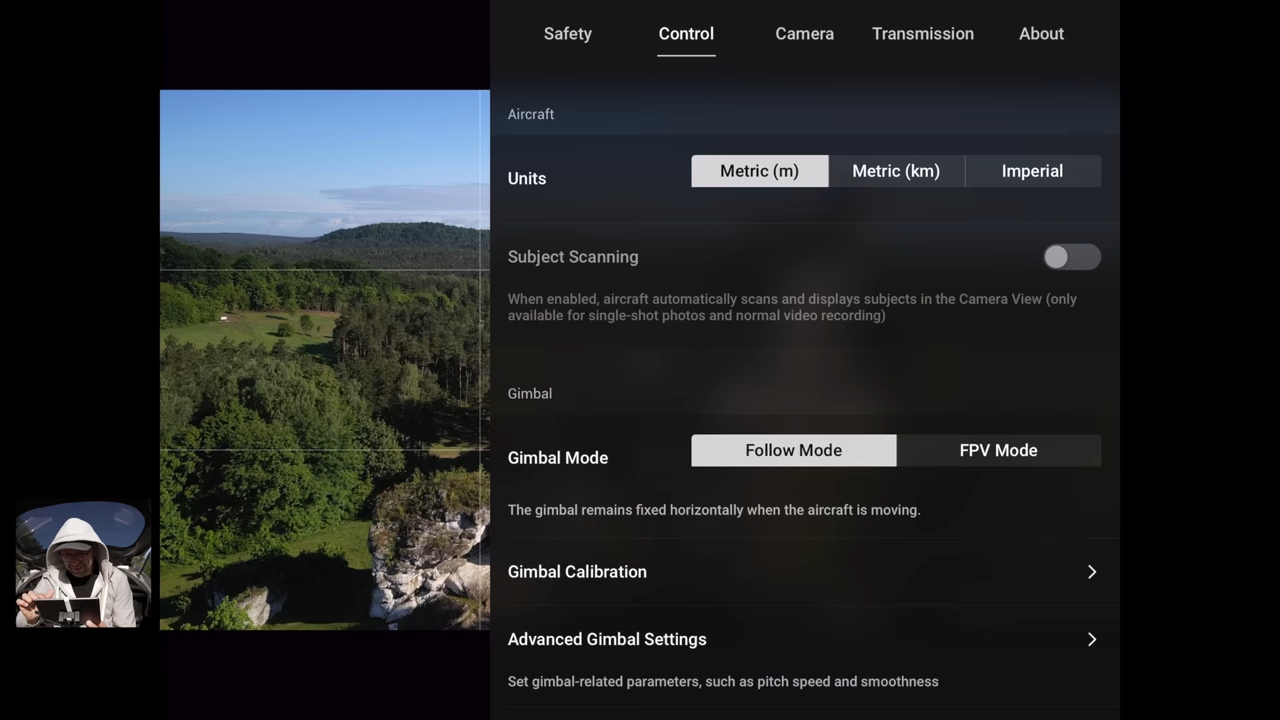 Safety Control Camera Transmission About
Aircraft
Units Metric (m) Metric (km) Imperial
Subject Scanning
When enabled, aircraft automatically scans and displays subjects in the Camera View (only
available for single-shot photos and normal video recording)
Gimbal
Gimbal Mode Follow Mode FPV Mode
The gimbal remains fixed horizontally when the aircraft is moving.
Gimbal Calibration
Advanced Gimbal Settings
Set gimbal-related parameters, such as pitch speed and smoothness